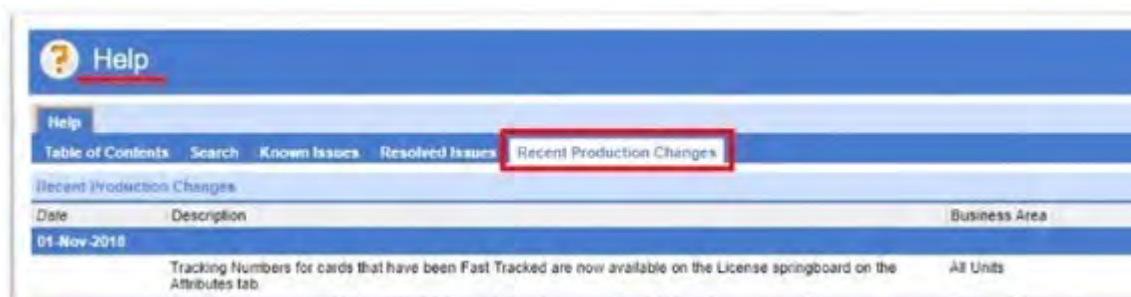 Help
Help
Table of Contents Search Known Issues Resolved Issues Recent Production Changes
Recent Production Changes
Date Description Business Area
01-Nov-2018
Tracking Numbers for cards that have been Fast Tracked are now available on the License springboard on the All Units
Attributes tab